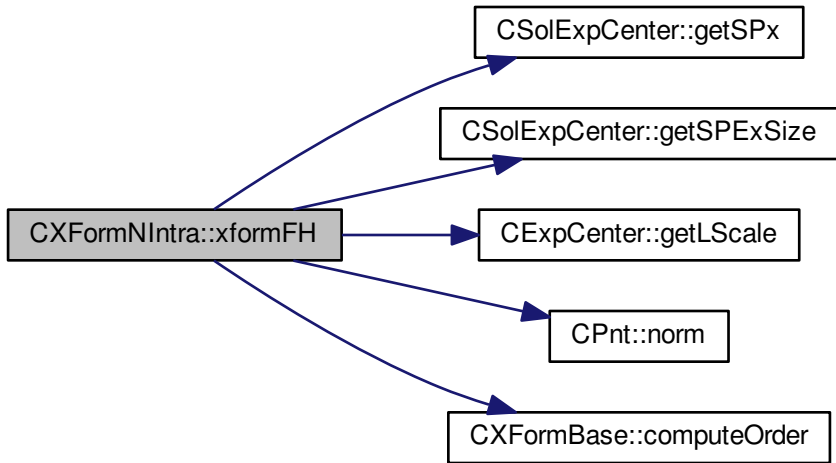 CSolExpCenter::getSPx
CSolExpCenter::getSPExSize
CXFormNIntra::xformFH
CExpCenter::getLScale
CPnt::norm
CXFormBase::computeOrder